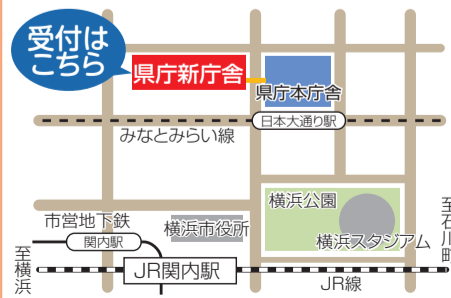 受付は
こちら
県庁新庁舎
県庁本庁舎
日本大通り駅
みなとみらい線
横浜公園
市営地下鉄
関内駅
横浜市役所
横浜スタジアム
至石川町
至横浜
JR関内駅
JR線